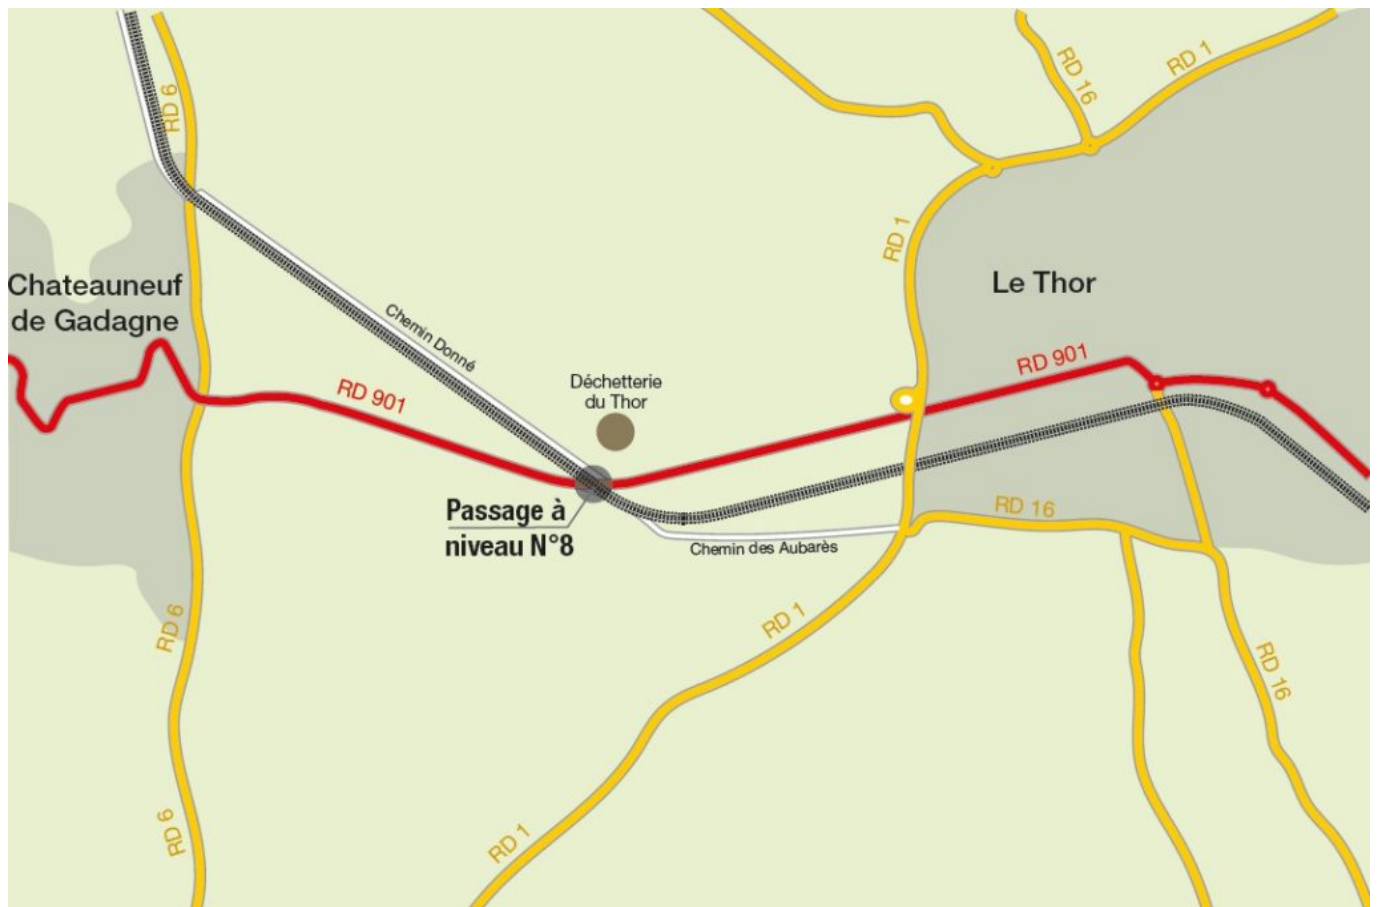 RD 16
RD 1
RD 6
RD 1
Chateauneuf
de Gadagne
Le Thor
Chemin Donné
RD 901
RD 901
Déchetterie
du Thor
Passage à
niveau N°8
RD 16
Chemin des Aubarès
RD 1
RD 6
RD 16
RD 6
RD 1